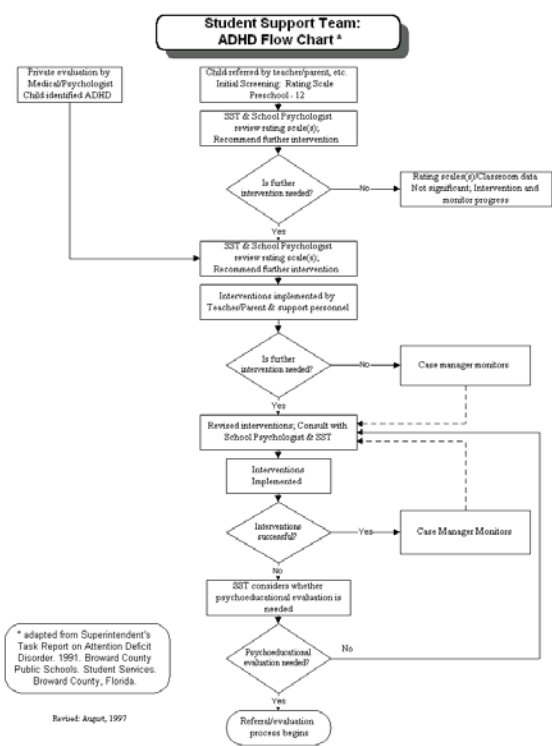 Student Support Team:
ADHD Flow Chart *
Private evaluation by
Medical/Psychologist
Child identified ADHD
Child referred by teacher/parent, etc.
Initial Screening: Rating Scale
Preschool - 12
SST & School Psychologist
review rating scale(s);
Recommend further intervention
Is further
intervention needed?
No
Rating scales(s)/Classroom data
Not significant; Intervention and
monitor progress
Yes
SST & School Psychologist
review rating scale(s);
Recommend further intervention
Interventions implemented by
Teacher/Parent & support personnel
Is further
intervention needed?
No
Case manager monitors
Yes
Revised interventions; Consult with
School Psychologist & SST
Interventions
Implemented
Interventions
successful?
Yes
Case Manager Monitors
No
SST considers whether
psychoeducational evaluation is
needed
Psychoeducational
evaluation needed?
No
Yes
Referral/evaluation
process begins
* adapted from Superintendent's
Task Report on Attention Deficit
Disorder. 1991. Broward County
Public Schools. Student Services.
Broward County, Florida.
Revised: August, 1997